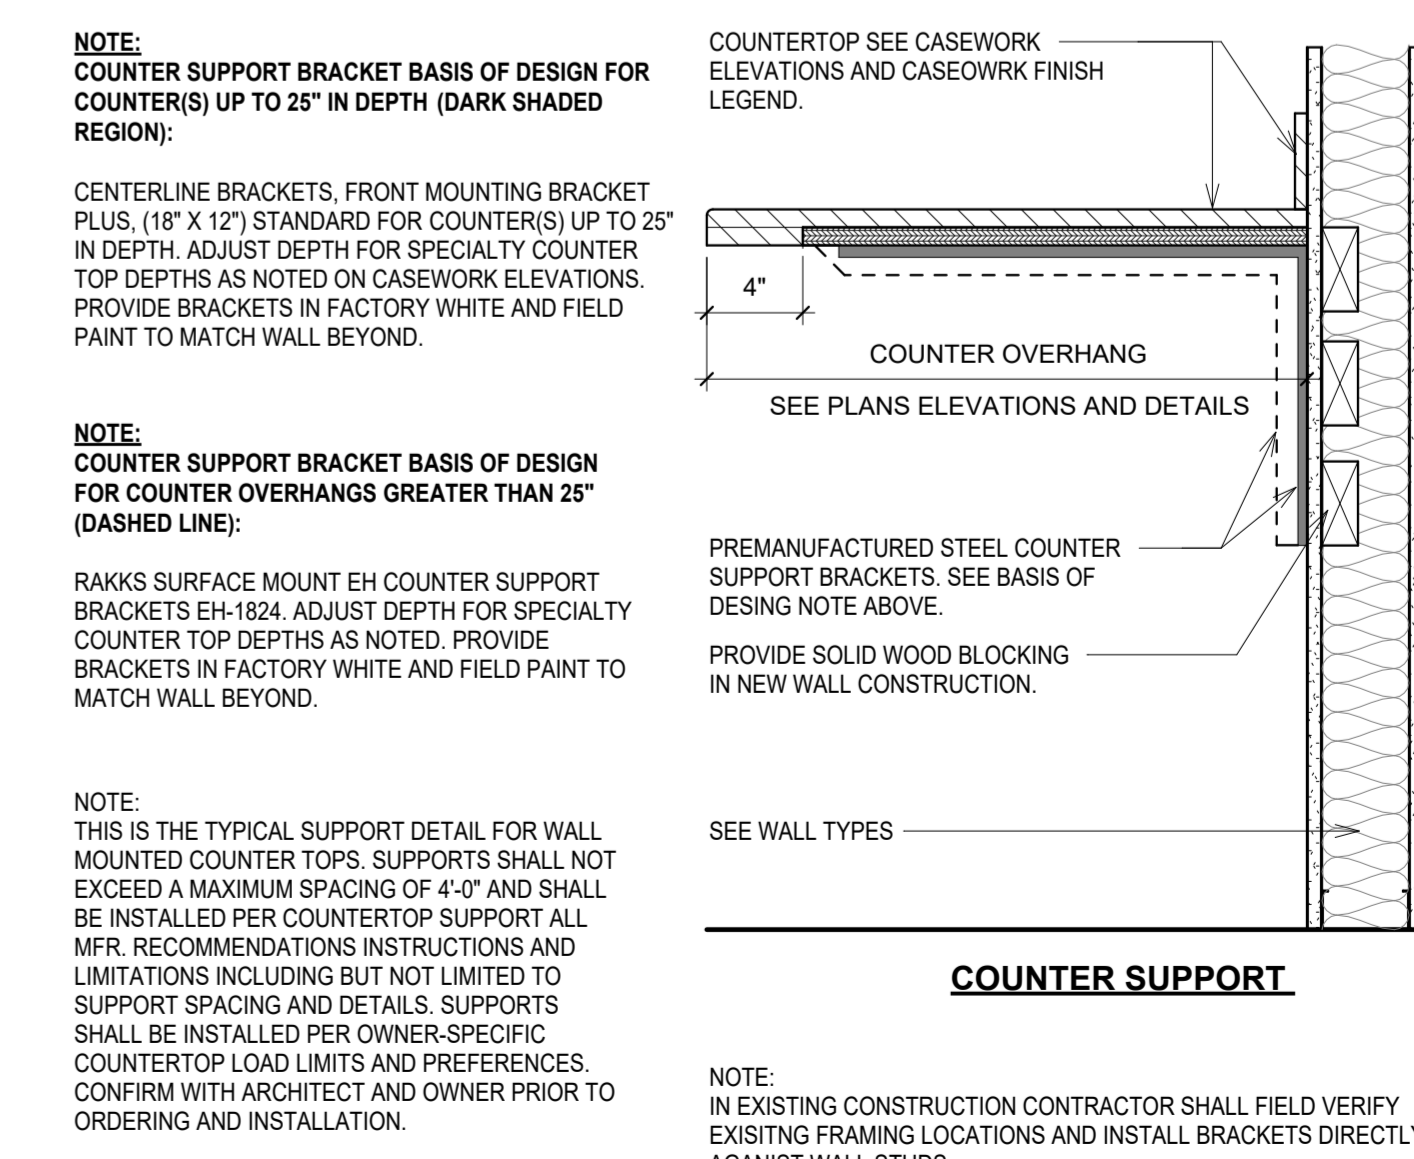 NOTE:
COUNTER SUPPORT BRACKET BASIS OF DESIGN FOR
COUNTER(S) UP TO 25" IN DEPTH (DARK SHADED
REGION):
CENTERLINE BRACKETS, FRONT MOUNTING BRACKET
PLUS, (18" X 12") STANDARD FOR COUNTER(S) UP TO 25"
IN DEPTH. ADJUST DEPTH FOR SPECIALTY COUNTER
TOP DEPTHS AS NOTED ON CASEWORK ELEVATIONS.
PROVIDE BRACKETS IN FACTORY WHITE AND FIELD
PAINT TO MATCH WALL BEYOND.
NOTE:
COUNTER SUPPORT BRACKET BASIS OF DESIGN
FOR COUNTER OVERHANGS GREATER THAN 25"
(DASHED LINE):
RAKKS SURFACE MOUNT EH COUNTER SUPPORT
BRACKETS EH-1824. ADJUST DEPTH FOR SPECIALTY
COUNTER TOP DEPTHS AS NOTED. PROVIDE
BRACKETS IN FACTORY WHITE AND FIELD PAINT TO
MATCH WALL BEYOND.
NOTE:
THIS IS THE TYPICAL SUPPORT DETAIL FOR WALL
MOUNTED COUNTER TOPS. SUPPORTS SHALL NOT
EXCEED A MAXIMUM SPACING OF 4'-0" AND SHALL
BE INSTALLED PER COUNTERTOP SUPPORT ALL
MFR. RECOMMENDATIONS INSTRUCTIONS AND
LIMITATIONS INCLUDING BUT NOT LIMITED TO
SUPPORT SPACING AND DETAILS. SUPPORTS
SHALL BE INSTALLED PER OWNER-SPECIFIC
COUNTERTOP LOAD LIMITS AND PREFERENCES.
CONFIRM WITH ARCHITECT AND OWNER PRIOR TO
ORDERING AND INSTALLATION.
COUNTERTOP SEE CASEWORK
ELEVATIONS AND CASEOWRK FINISH
LEGEND.
4"
COUNTER OVERHANG
SEE PLANS ELEVATIONS AND DETAILS
PREMANUFACTURED STEEL COUNTER
SUPPORT BRACKETS. SEE BASIS OF
DESING NOTE ABOVE.
PROVIDE SOLID WOOD BLOCKING
IN NEW WALL CONSTRUCTION.
SEE WALL TYPES
COUNTER SUPPORT
NOTE:
IN EXISTING CONSTRUCTION CONTRACTOR SHALL FIELD VERIFY
EXISITNG FRAMING LOCATIONS AND INSTALL BRACKETS DIRECTLY
AGANIST WALL STUDS